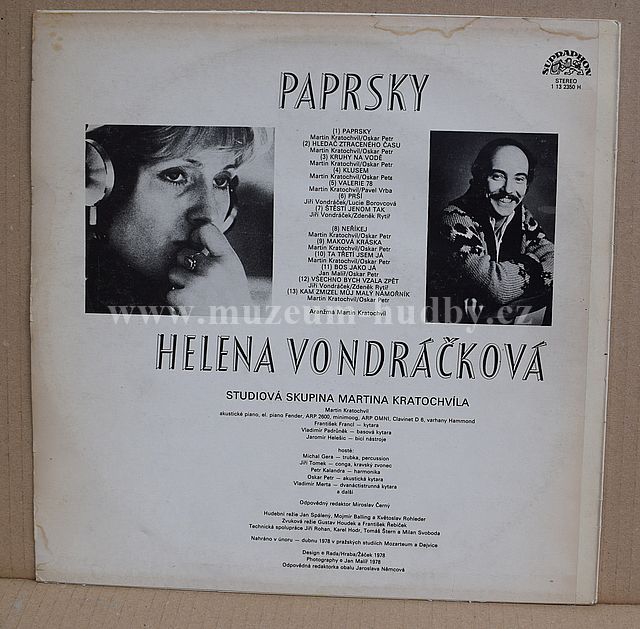 SUPRAPHON
STEREO
1 13 2350 H
PAPRSKY
(1) PAPRSKY
Martin Kratochvíl/Oskar Petr
(2) HLEDAČ ZTRACENÉHO ČASU
Martin Kratochvíl/Oskar Petr
(3) KRUHY NA VODĚ
Martin Kratochvíl/Oskar Petr
(4) KLUSEM
Martin Kratochvíl/Oskar Petr
(5) VALERIE 78
Martin Kratochvíl/Pavel Vrba
(6) PRŠÍ
Jiří Vondráček/Lucie Borovcová
(7) ŠTĚSTÍ JENOM TAK
Jiří Vondráček/Zdeněk Rytíř
(8) NEŘÍKEJ
Martin Kratochvíl/Oskar Petr
(9) MAKOVÁ KRÁSKA
Martin Kratochvíl/Oskar Petr
(10) TA TŘETÍ JSEM JÁ
Martin Kratochvíl/Oskar Petr
(11) BOS JAKO JÁ
Jan Malíř/Oskar Petr
(12) VŠECHNO BYCH VZALA ZPĚT
Jiří Vondráček/Zdeněk Rytíř
(13) KAM ZMIZEL MŮJ MALÝ NÁMOŘNÍK
Martin Kratochvíl/Oskar Petr
Aranžmá Martin Kratochvíl
www.muzeum-hudby.cz
HELENA VONDRÁČKOVÁ
STUDIOVÁ SKUPINA MARTINA KRATOCHVÍLA
Martin Kratochvíl
akustické piano, el. piano Fender, ARP 2600, minimoog, ARP OMNI, Clavinet D 6, varhany Hammond
František Francl — kytara
Vladimír Padrůněk — basová kytara
Jaromír Helešic — bicí nástroje
hosté:
Michal Gera — trubka, percussion
Jiří Tomek — conga, kravský zvonec
Petr Kalandra — harmonika
Oskar Petr — akustická kytara
Vladimír Merta — dvanáctistrunná kytara
a další
Odpovědný redaktor Miroslav Černý
Hudební režie Jan Spálený, Mojmír Balling a Květoslav Rohleder
Zvuková režie Gustav Houdek a František Řebíček
Technická spolupráce Jiří Rohan, Karel Hodr, Tomáš Štern a Milan Svoboda
Nahráno v únoru — dubnu 1978 v pražských studiích Mozarteum a Dejvice
Design © Rada/Hraba/Žáček 1978
Photography © Jan Malíř 1978
Odpovědná redaktorka obalu Jaroslava Němcová